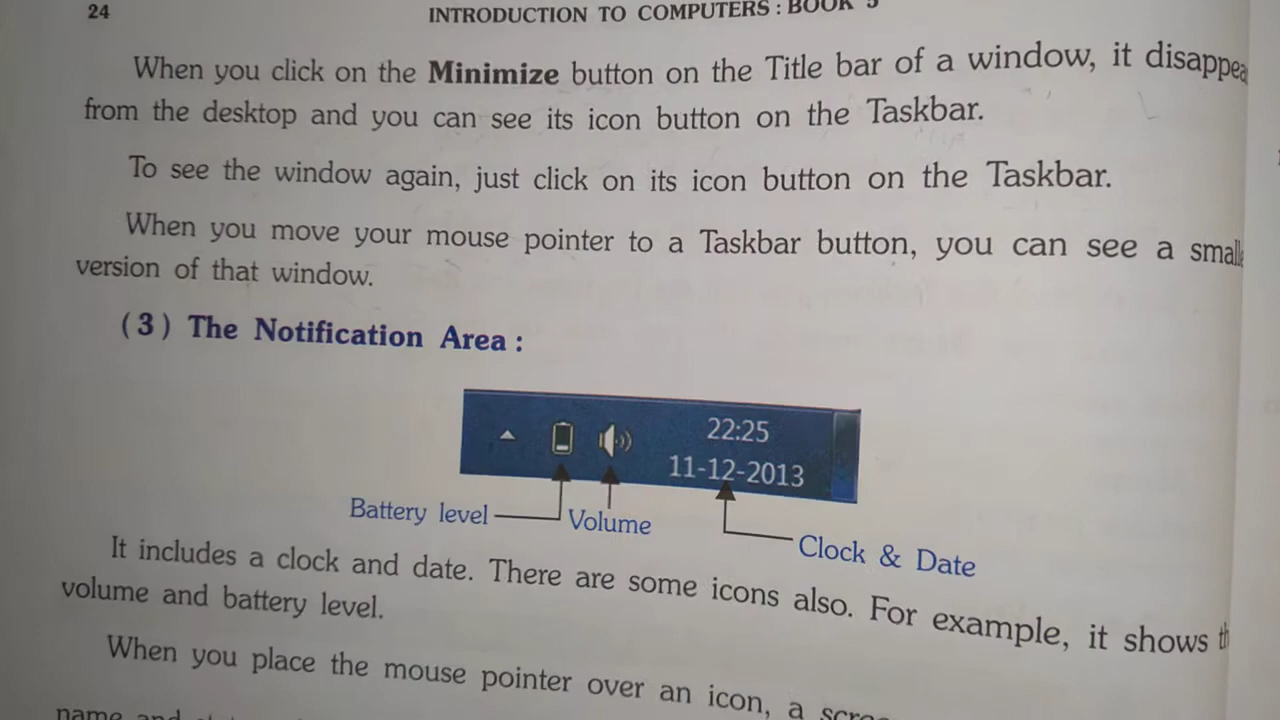 24
INTRODUCTION TO COMPUTERS : BOOK 5
When you click on the Minimize button on the Title bar of a window, it
from the desktop and you can see its icon button on the Taskbar.
To see the window again, just click on its icon button on the Taskbar.
When you move your mouse pointer to a Taskbar button, you can see a
version of that window.
(3) The Notification Area :
22:25
11-12-2013
Battery level
Volume
Clock & Date
It includes a clock and date. There are some icons also. For example, it shows
volume and battery level.
When you place the mouse pointer over an icon, a
name and